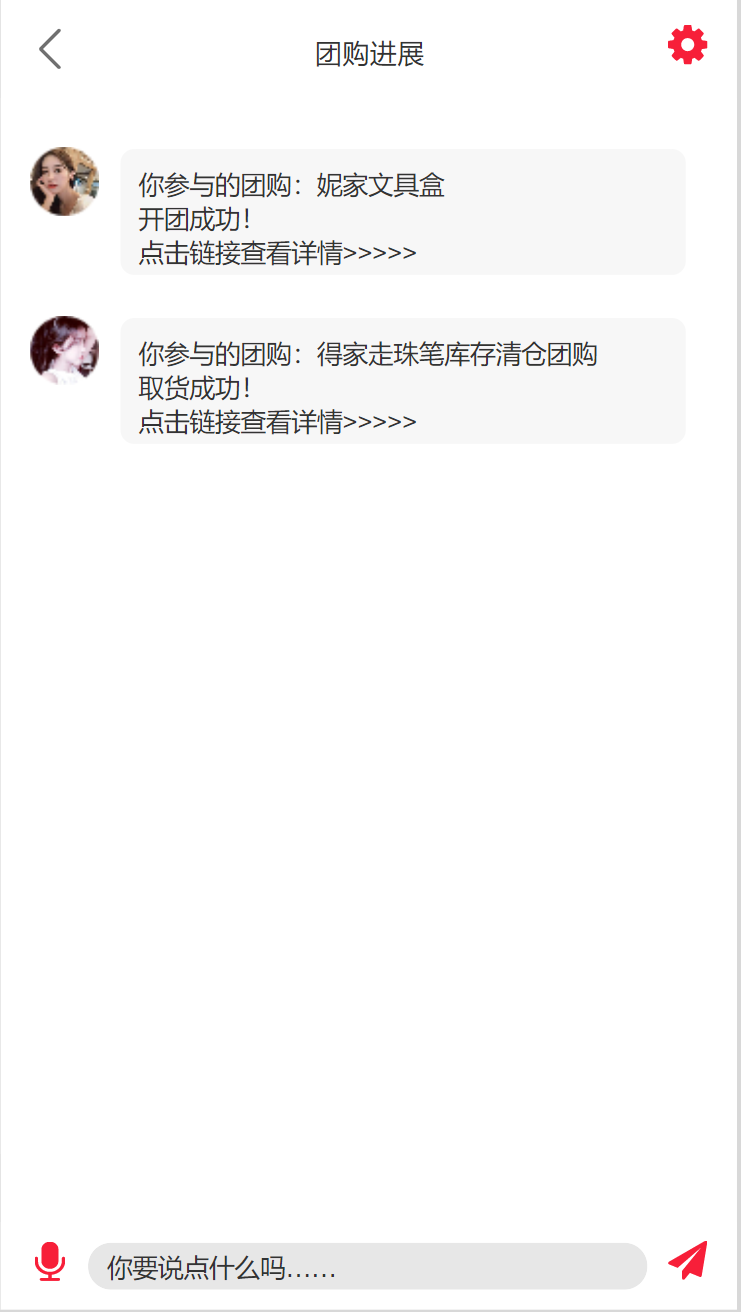 团购进展
你参与的团购：妮家文具盒
开团成功！
点击链接查看详情>>>>>
你参与的团购：得家走珠笔库存清仓团购
取货成功！
点击链接查看详情>>>>>
你要说点什么吗……